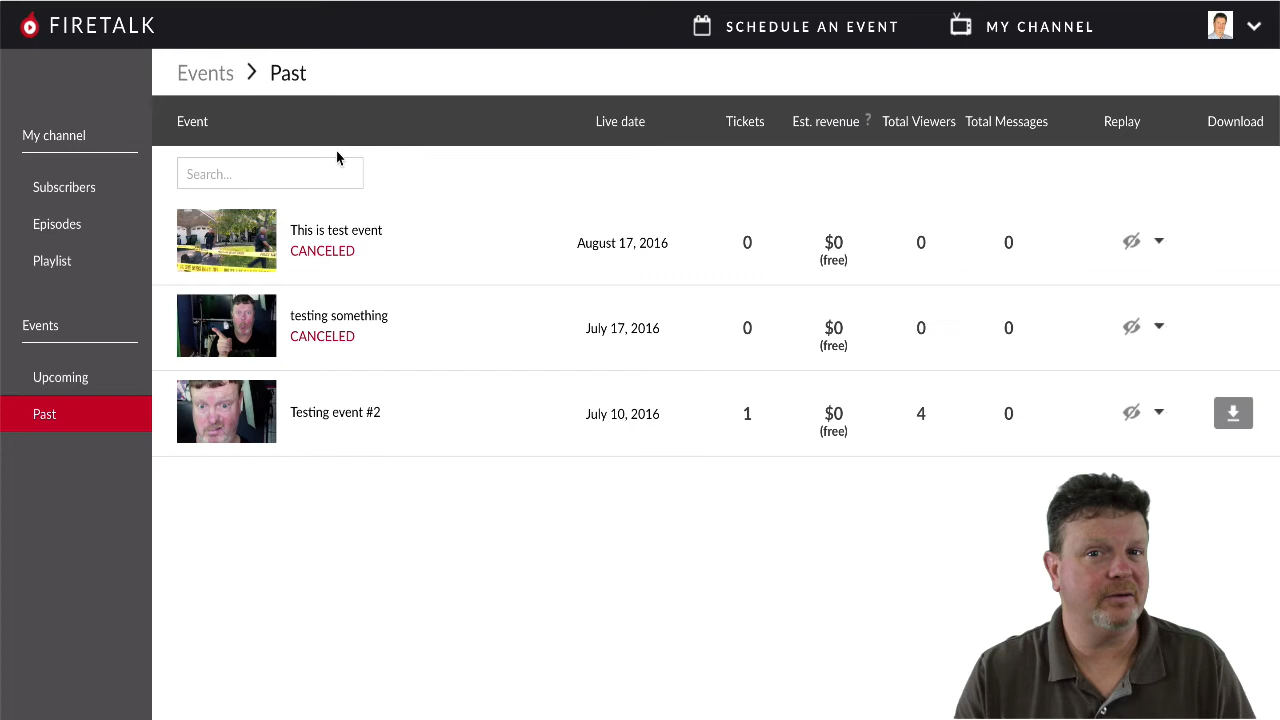 FIRETALK
SCHEDULE AN EVENT
MY CHANNEL
Events > Past
My channel
Subscribers
Episodes
Playlist
Events
Upcoming
Past
Event Live date Tickets Est. revenue ? Total Viewers Total Messages Replay Download
Search...
This is test event
CANCELED
August 17, 2016 0 $0 0 0
(free)
testing something
CANCELED
July 17, 2016 0 $0 0 0
(free)
Testing event #2
July 10, 2016 1 $0 4 0
(free)